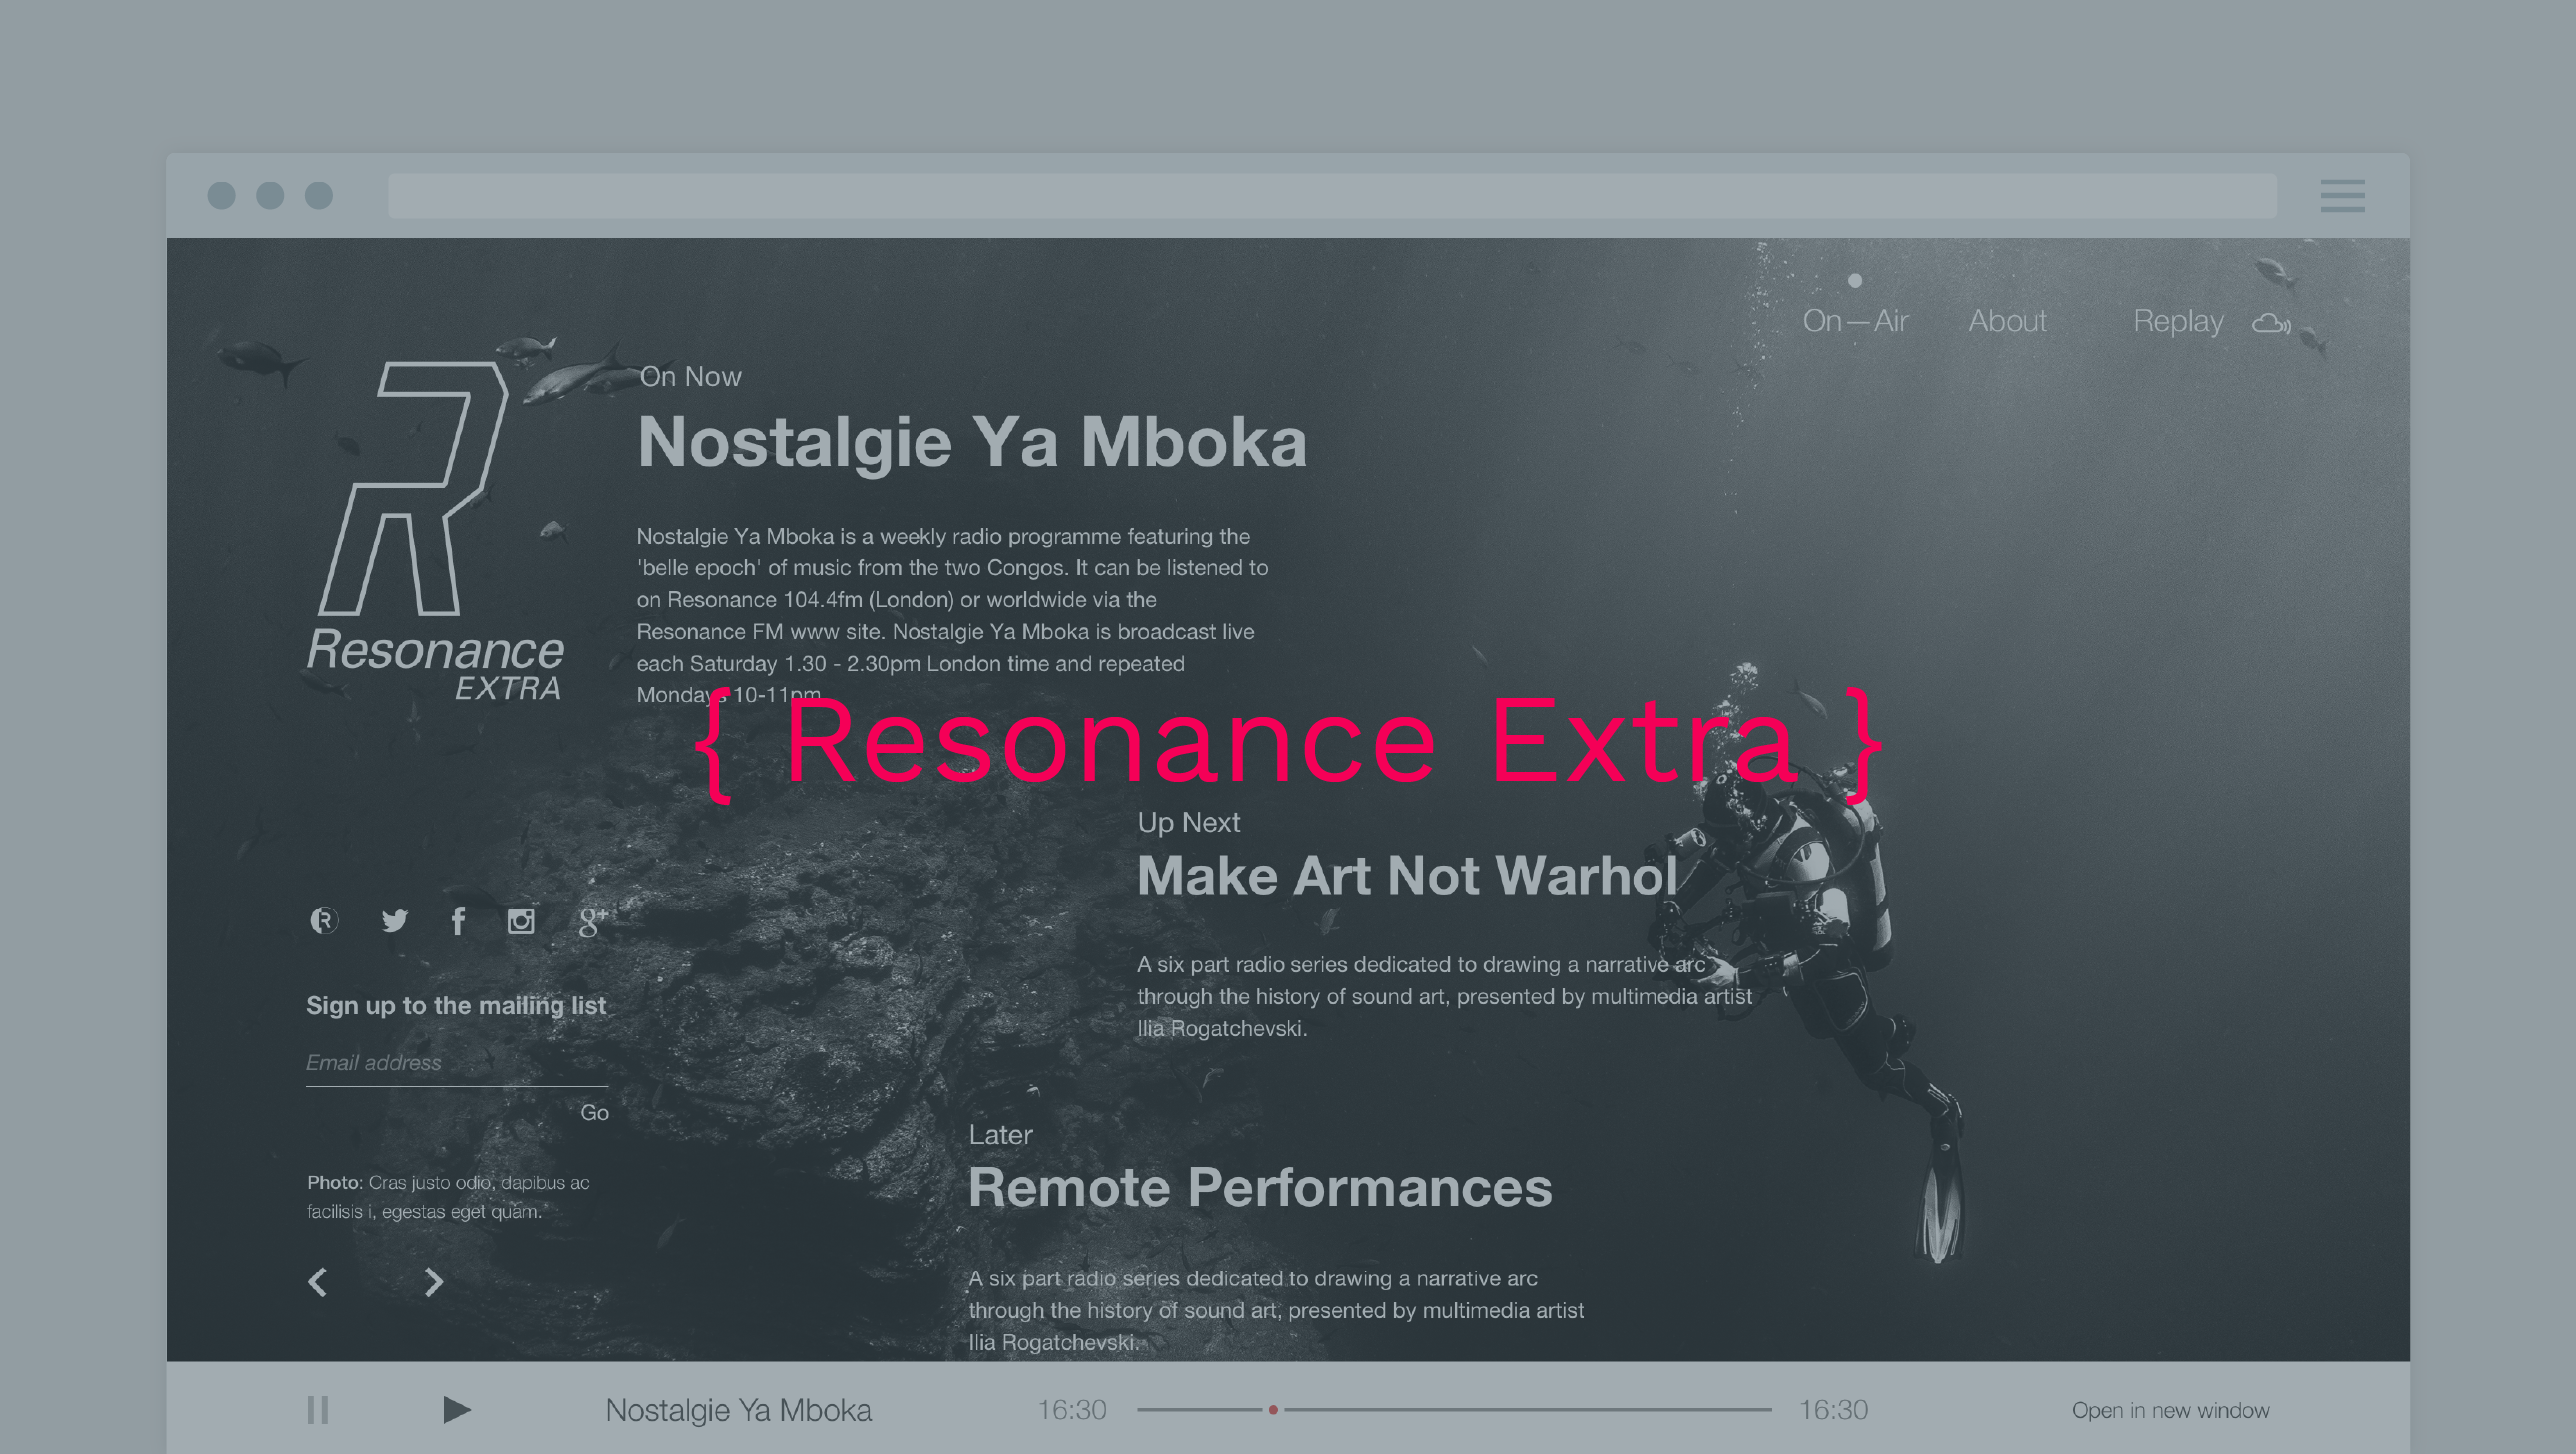 On — Air
About
Replay
On Now
Nostalgie Ya Mboka
Nostalgie Ya Mboka is a weekly radio programme featuring the
'belle epoch' of music from the two Congos. It can be listened to
on Resonance 104.4fm (London) or worldwide via the
Resonance FM www site. Nostalgie Ya Mboka is broadcast live
each Saturday 1.30 - 2.30pm London time and repeated
Mondays 10-11pm
R
Resonance
EXTRA
{ Resonance Extra }
Up Next
Make Art Not Warhol
A six part radio series dedicated to drawing a narrative arc
through the history of sound art, presented by multimedia artist
Ilia Rogatchevski.
Sign up to the mailing list
Email address
Go
Later
Remote Performances
A six part radio series dedicated to drawing a narrative arc
through the history of sound art, presented by multimedia artist
Ilia Rogatchevski.
Photo: Cras justo odio, dapibus ac
facilisis i, egestas eget quam.
Nostalgie Ya Mboka
16:30
16:30
Open in new window